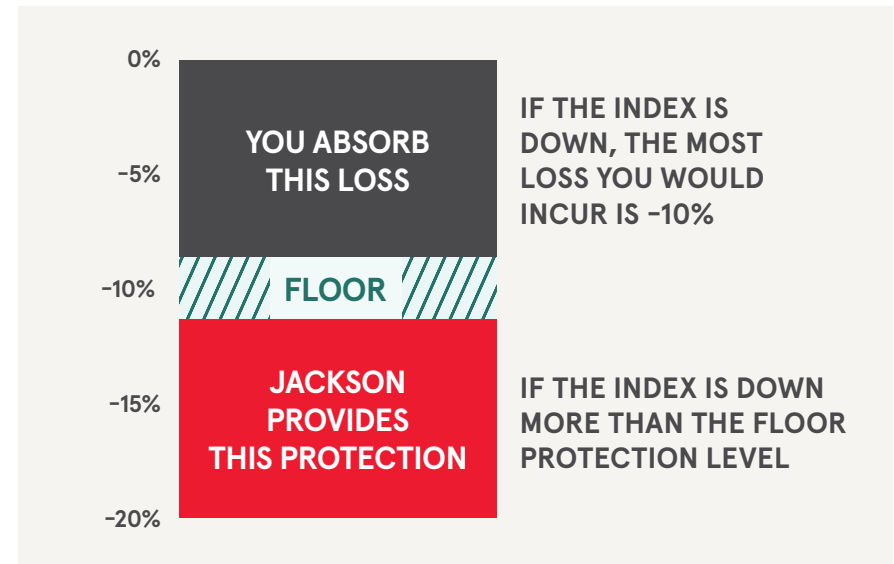 0%
-5%
-10%
-15%
-20%
YOU ABSORB
THIS LOSS
FLOOR
JACKSON
PROVIDES
THIS PROTECTION
IF THE INDEX IS
DOWN, THE MOST
LOSS YOU WOULD
INCUR IS -10%
IF THE INDEX IS DOWN
MORE THAN THE FLOOR
PROTECTION LEVEL